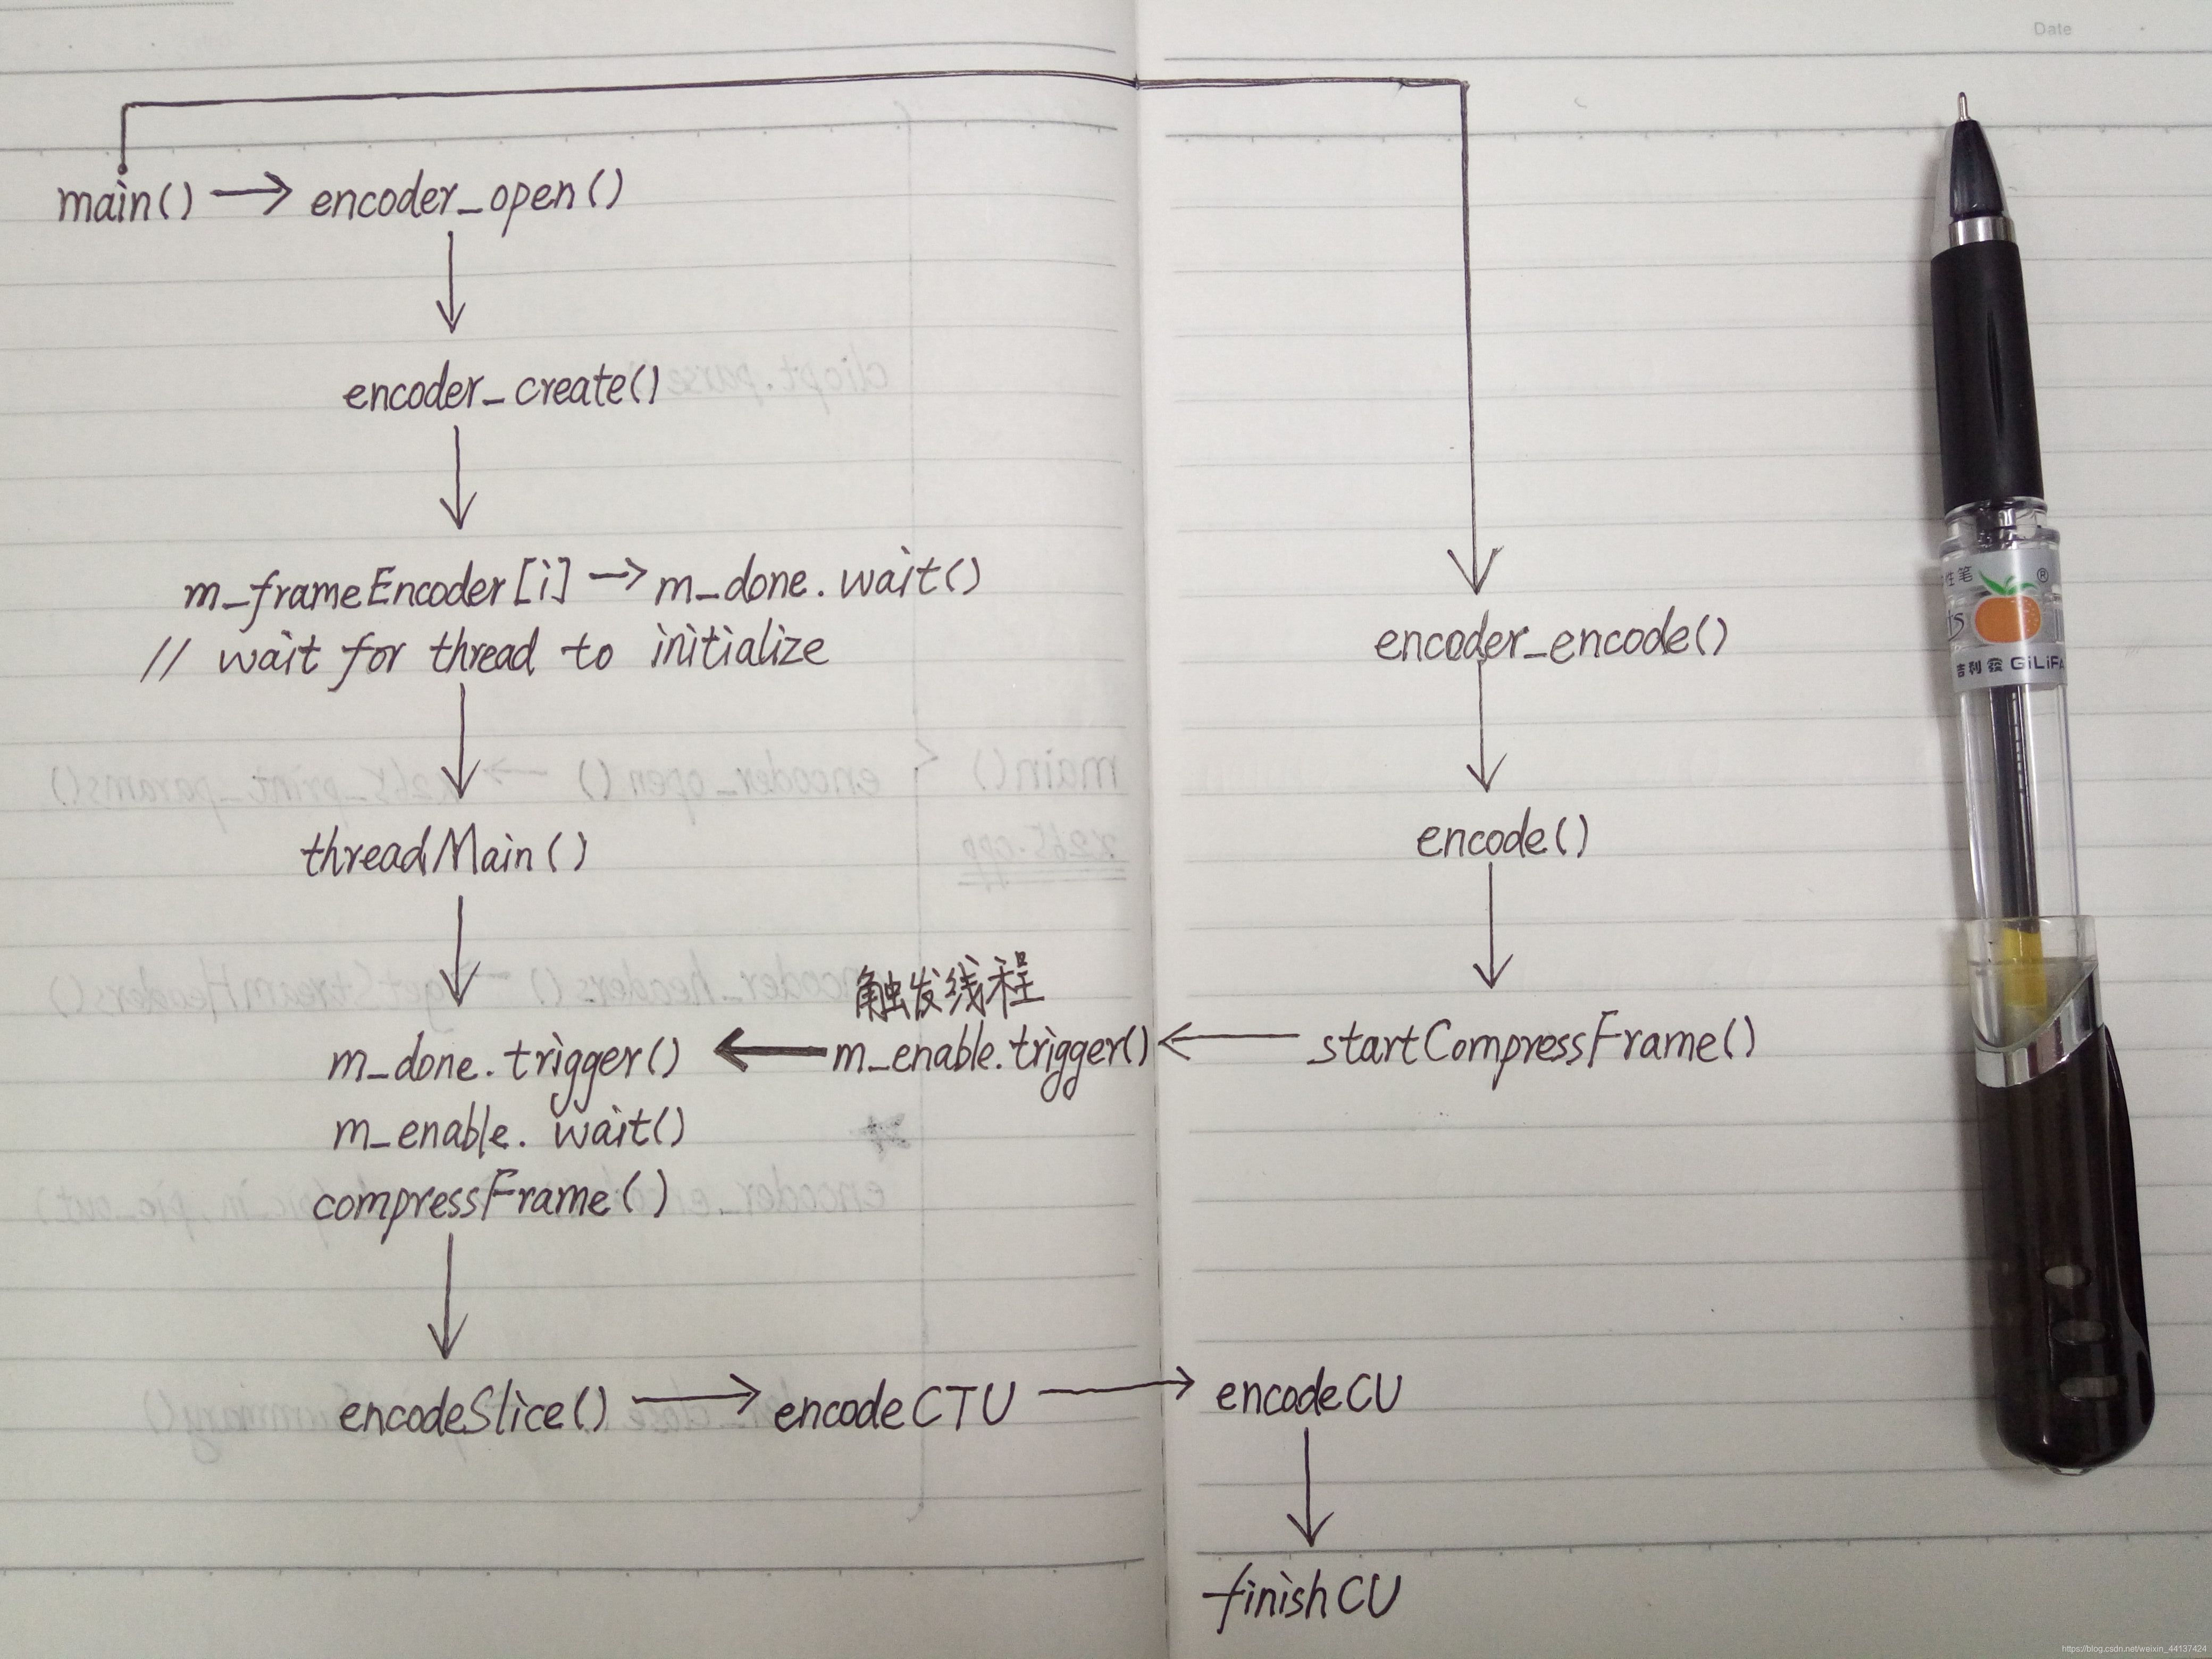 Date
main() → encoder_open()
encoder_create()
m_frameEncoder[i] → m_done.wait()
// wait for thread to initialize
threadMain()
m_done.trigger()
m_enable.wait()
compressFrame()
encodeSlice() → encodeCTU → encodeCU
finishCU
encoder_encode()
encode()
startCompressFrame()
触发线程
m_enable.trigger()
性笔
®
吉利发 GiLiFA
https://blog.csdn.net/weixin_44137424